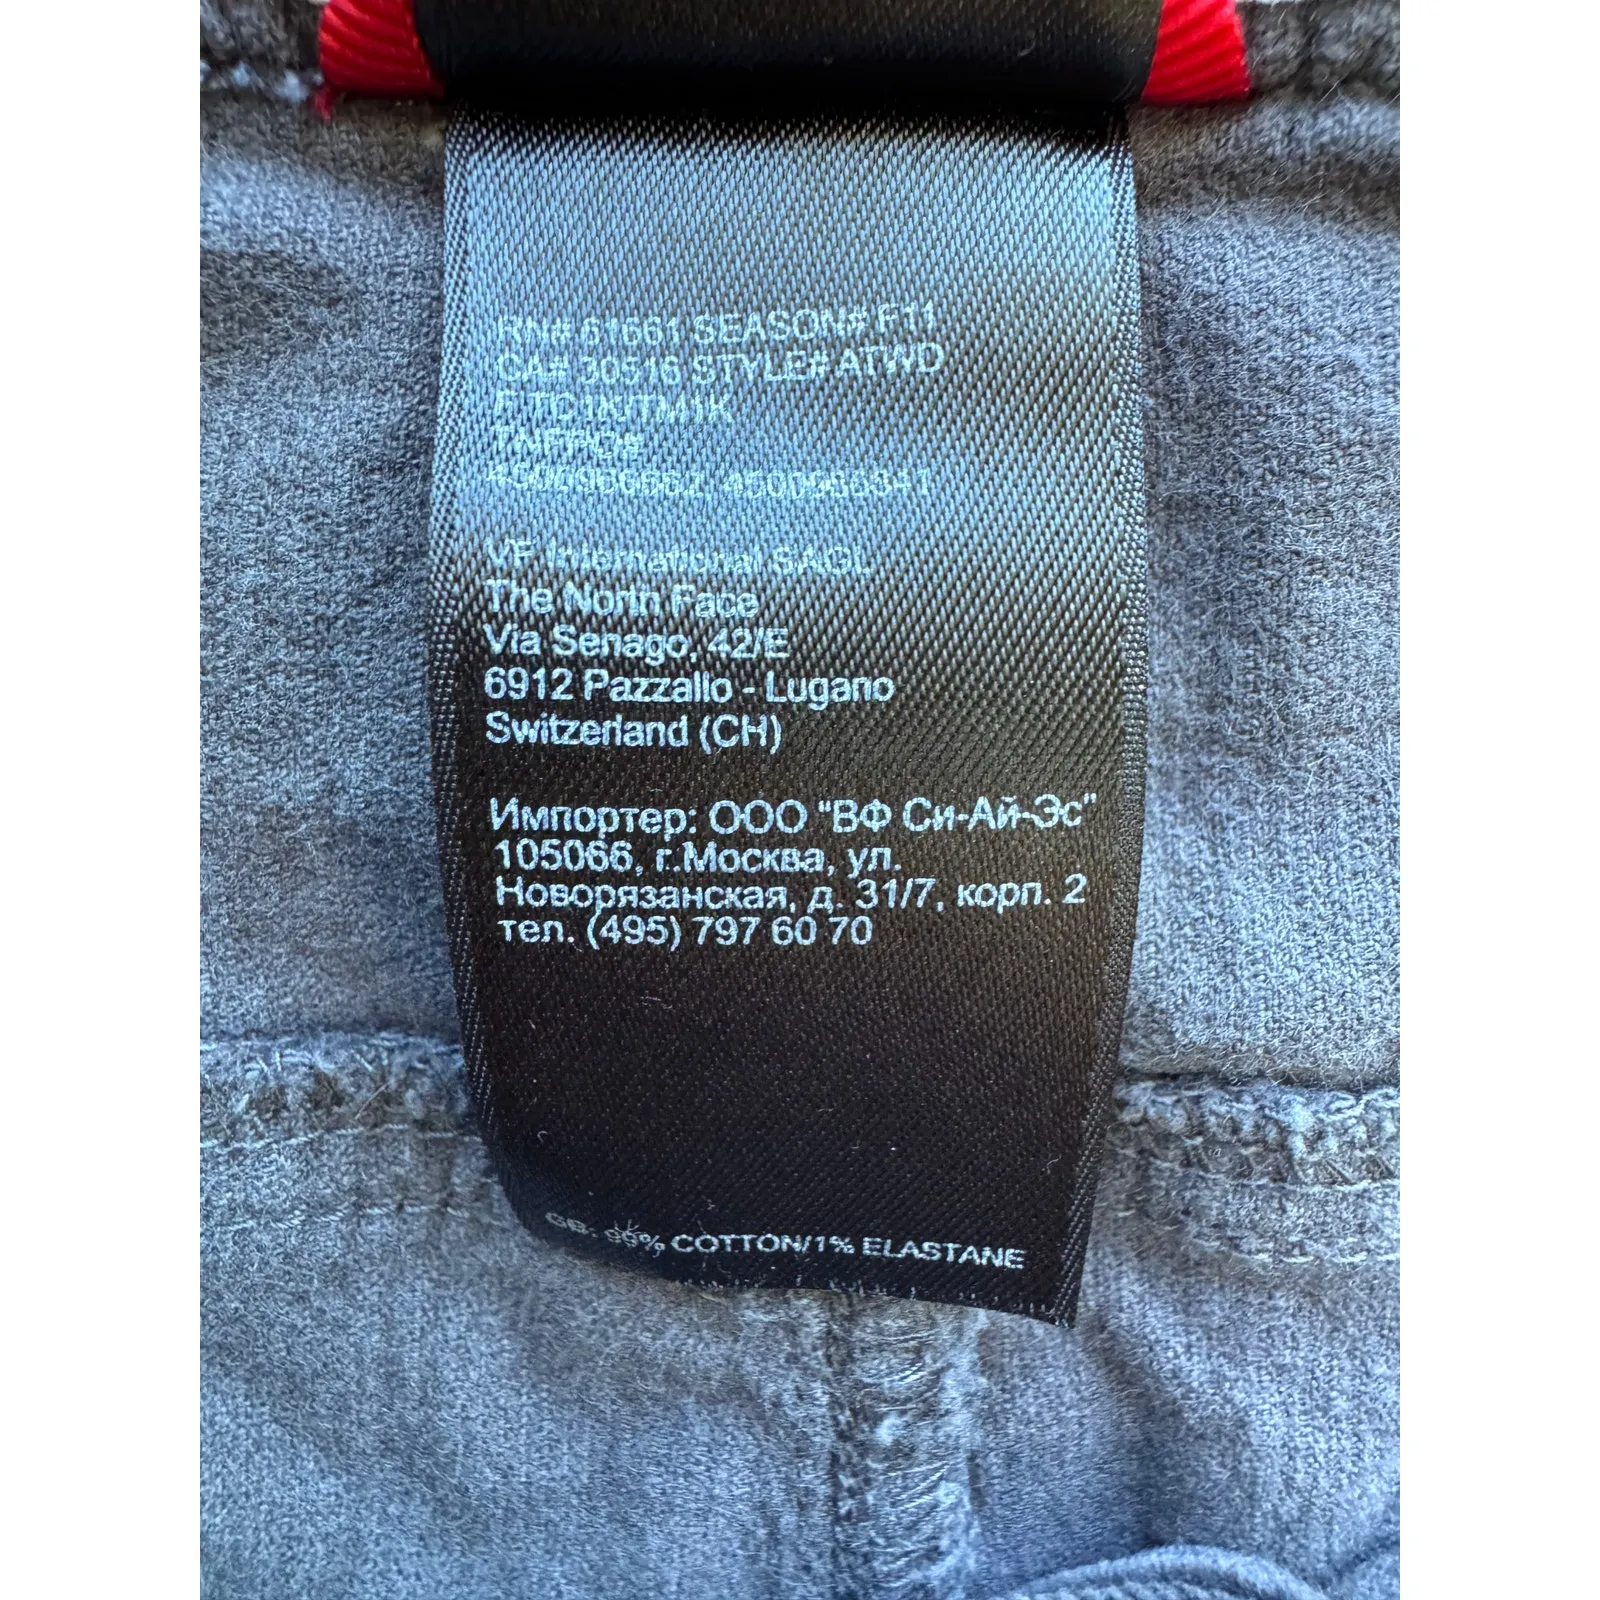 RN# 61661 SEASON# F11
CA# 30516 STYLE# ATWD
VF International SAGL
The North Face
Via Senago, 42/E
6912 Pazzallo - Lugano
Switzerland (CH)
Импортер: ООО "ВФ Си-Ай-Эс"
105066, г.Москва, ул.
Новорязанская, д. 31/7, корп. 2
тел. (495) 797 60 70
GB: 99% COTTON/1% ELASTANE